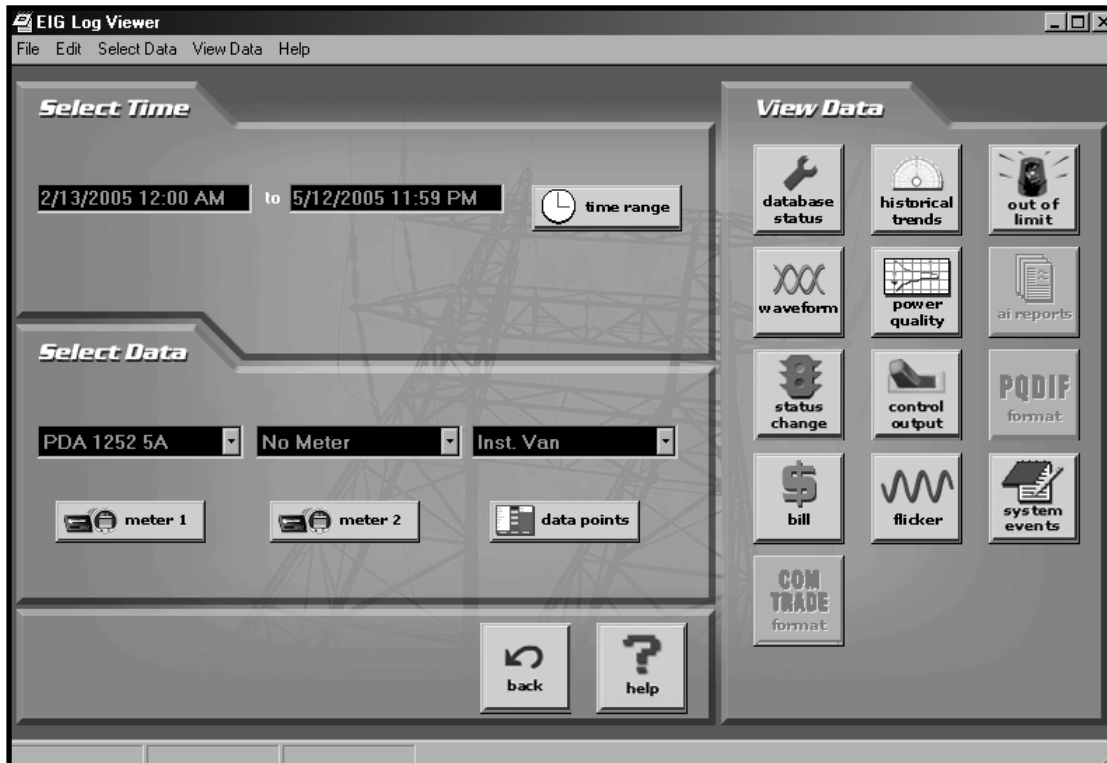 EIG Log Viewer
File Edit Select Data View Data Help
Select Time
2/13/2005 12:00 AM to 5/12/2005 11:59 PM
time range
Select Data
PDA 1252 5A
No Meter
Inst. Van
meter 1
meter 2
data points
back
help
View Data
database
status
historical
trends
out of
limit
waveform
power
quality
ai reports
status
change
control
output
PQDIF
format
bill
flicker
system
events
COM
TRADE
format